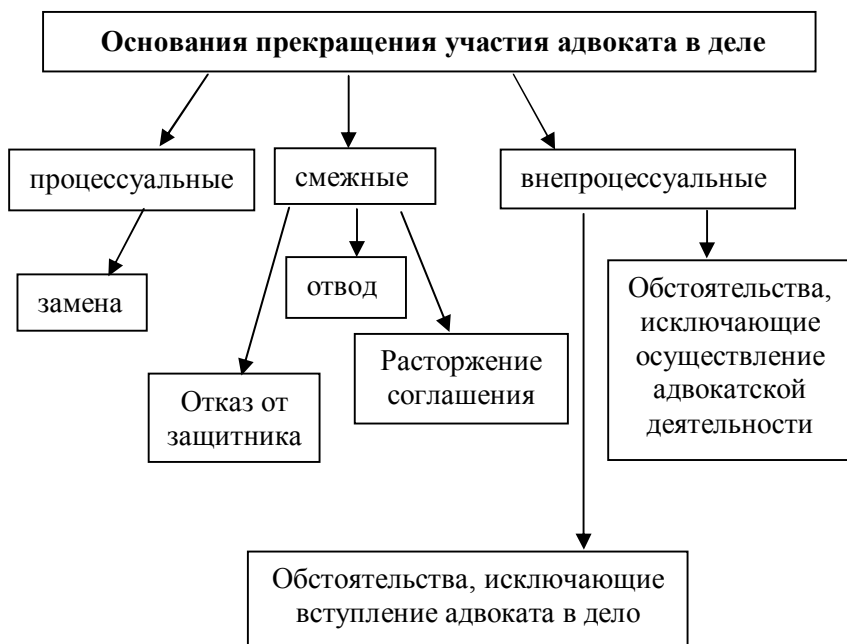 Основания прекращения участия адвоката в деле
процессуальные
смежные
внепроцессуальные
замена
отвод
Обстоятельства,
исключающие
осуществление
адвокатской
деятельности
Расторжение
соглашения
Отказ от
защитника
Обстоятельства, исключающие
вступление адвоката в дело